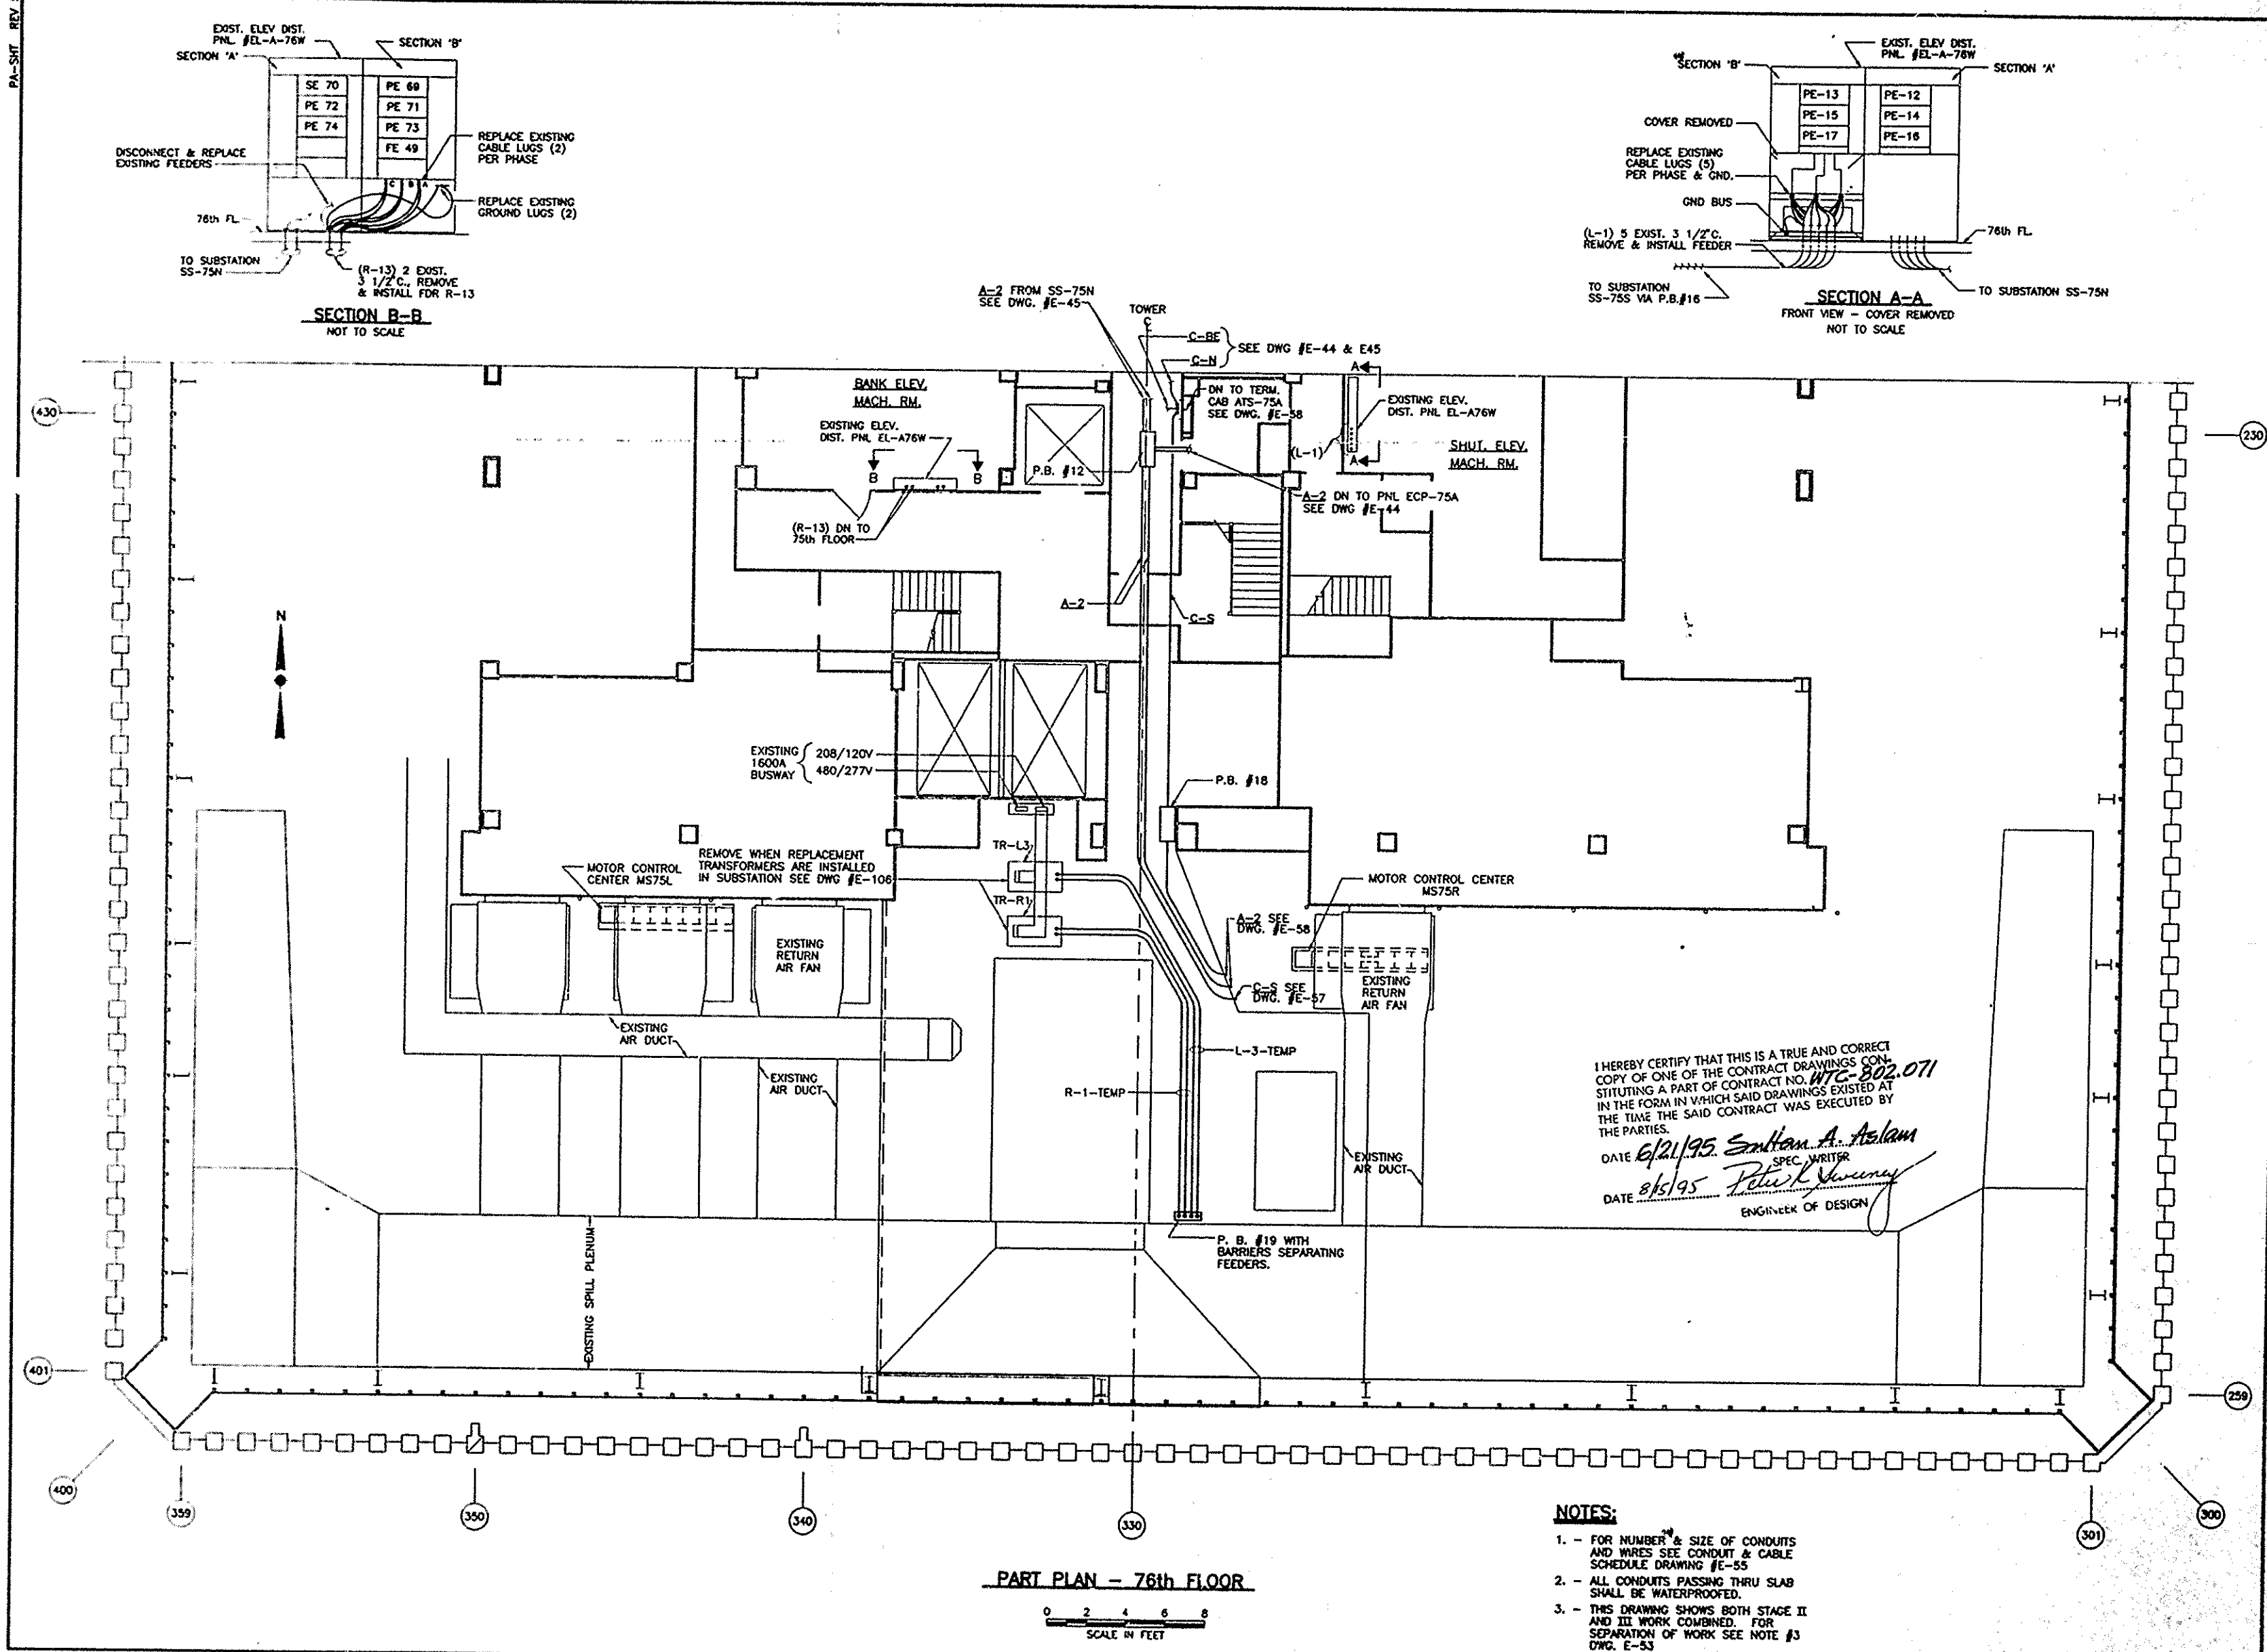 PA-SHT REV
EXIST. ELEV DIST.
PNL. #EL-A-76W
SECTION 'A'
SECTION 'B'
SE 70
PE 72
PE 74
PE 69
PE 71
PE 73
FE 49
REPLACE EXISTING
CABLE LUGS (2)
PER PHASE
DISCONNECT & REPLACE
EXISTING FEEDERS
C B A
REPLACE EXISTING
GROUND LUGS (2)
76th FL.
TO SUBSTATION
SS-75N
(R-13) 2 EXIST.
3 1/2"C., REMOVE
& INSTALL FDR R-13
SECTION B-B
NOT TO SCALE
EXIST. ELEV DIST.
PNL. #EL-A-76W
SECTION 'B'
SECTION 'A'
PE-13
PE-15
PE-17
PE-12
PE-14
PE-16
COVER REMOVED
REPLACE EXISTING
CABLE LUGS (5)
PER PHASE & GND.
GND BUS
(L-1) 5 EXIST. 3 1/2"C.
REMOVE & INSTALL FEEDER
76th FL.
TO SUBSTATION
SS-75S VIA P.B.#16
TO SUBSTATION SS-75N
SECTION A-A
FRONT VIEW - COVER REMOVED
NOT TO SCALE
A-2 FROM SS-75N
SEE DWG. #E-45
TOWER
C
C-BE
C-N
SEE DWG #E-44 & E45
430
230
BANK ELEV.
MACH. RM.
EXISTING ELEV.
DIST. PNL EL-A76W
B
B
P.B. #12
DN TO TERM.
CAB ATS-75A
SEE DWG. #E-58
A
EXISTING ELEV.
DIST. PNL EL-A76W
(L-1)
A
SHUT. ELEV.
MACH. RM.
(R-13) DN TO
75th FLOOR
A-2 DN TO PNL ECP-75A
SEE DWG #E-44
A-2
C-S
N
EXISTING
1600A
BUSWAY
208/120V
480/277V
P.B. #18
TR-L3
REMOVE WHEN REPLACEMENT
TRANSFORMERS ARE INSTALLED
IN SUBSTATION SEE DWG #E-106
TR-R1
MOTOR CONTROL
CENTER MS75L
MOTOR CONTROL CENTER
MS75R
EXISTING
RETURN
AIR FAN
A-2 SEE
DWG. #E-58
C-S SEE
DWG. #E-57
EXISTING
RETURN
AIR FAN
EXISTING
AIR DUCT
EXISTING
AIR DUCT
L-3-TEMP
R-1-TEMP
EXISTING
AIR DUCT
I HEREBY CERTIFY THAT THIS IS A TRUE AND CORRECT
COPY OF ONE OF THE CONTRACT DRAWINGS CON-
STITUTING A PART OF CONTRACT NO. WTC-802.071
IN THE FORM IN WHICH SAID DRAWINGS EXISTED AT
THE TIME THE SAID CONTRACT WAS EXECUTED BY
THE PARTIES.
DATE 6/21/95 Sultan A. Aslam
SPEC. WRITER
DATE 8/15/95 Peter K Sweeney
ENGINEER OF DESIGN
EXISTING SPILL PLENUM
P. B. #19 WITH
BARRIERS SEPARATING
FEEDERS.
401
259
400
359
350
340
330
301
300
PART PLAN - 76th FLOOR
0 2 4 6 8
SCALE IN FEET
NOTES:
1. - FOR NUMBER & SIZE OF CONDUITS
AND WIRES SEE CONDUIT & CABLE
SCHEDULE DRAWING #E-55
2. - ALL CONDUITS PASSING THRU SLAB
SHALL BE WATERPROOFED.
3. - THIS DRAWING SHOWS BOTH STAGE II
AND III WORK COMBINED. FOR
SEPARATION OF WORK SEE NOTE #3
DWG. E-53